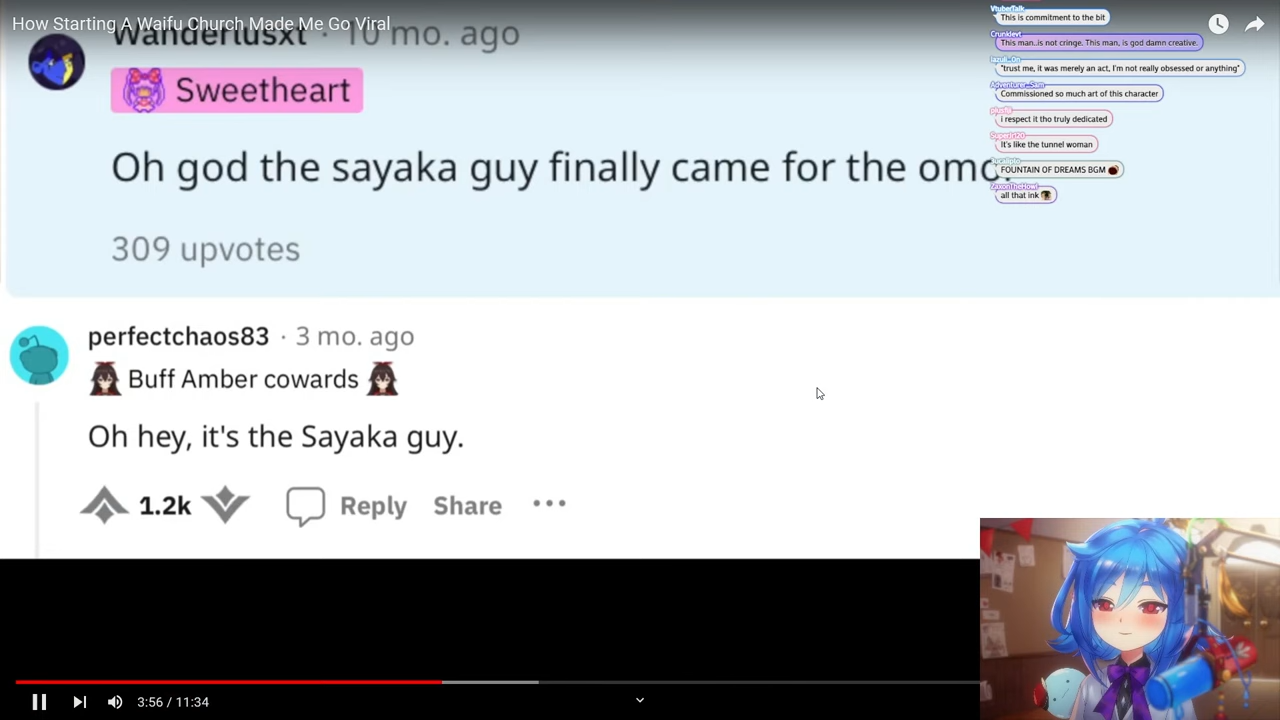 How Starting A Waifu Church Made Me Go Viral
Wanderlusxt · 10 mo. ago
Sweetheart
Oh god the sayaka guy finally came for the omo
309 upvotes
perfectchaos83 · 3 mo. ago
Buff Amber cowards
Oh hey, it's the Sayaka guy.
1.2k
Reply
Share
3:56 / 11:34
VtuberTalk
This is commitment to the bit
Crunklevt
This man..is not cringe. This man, is god damn creative.
*trust me, it was merely an act, I'm not really obsessed or anything*
Adventurer_Sam
Commissioned so much art of this character
i respect it tho truly dedicated
It's like the tunnel woman
FOUNTAIN OF DREAMS BGM
ZaxonTheHowl
all that ink